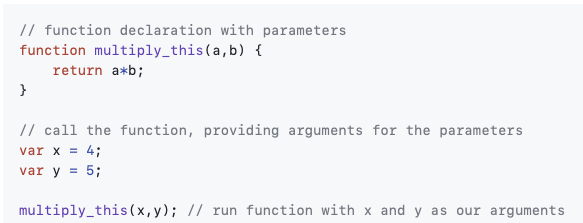 // function declaration with parameters
function multiply_this(a,b) {
    return a*b;
}

// call the function, providing arguments for the parameters
var x = 4;
var y = 5;

multiply_this(x,y); // run function with x and y as our arguments